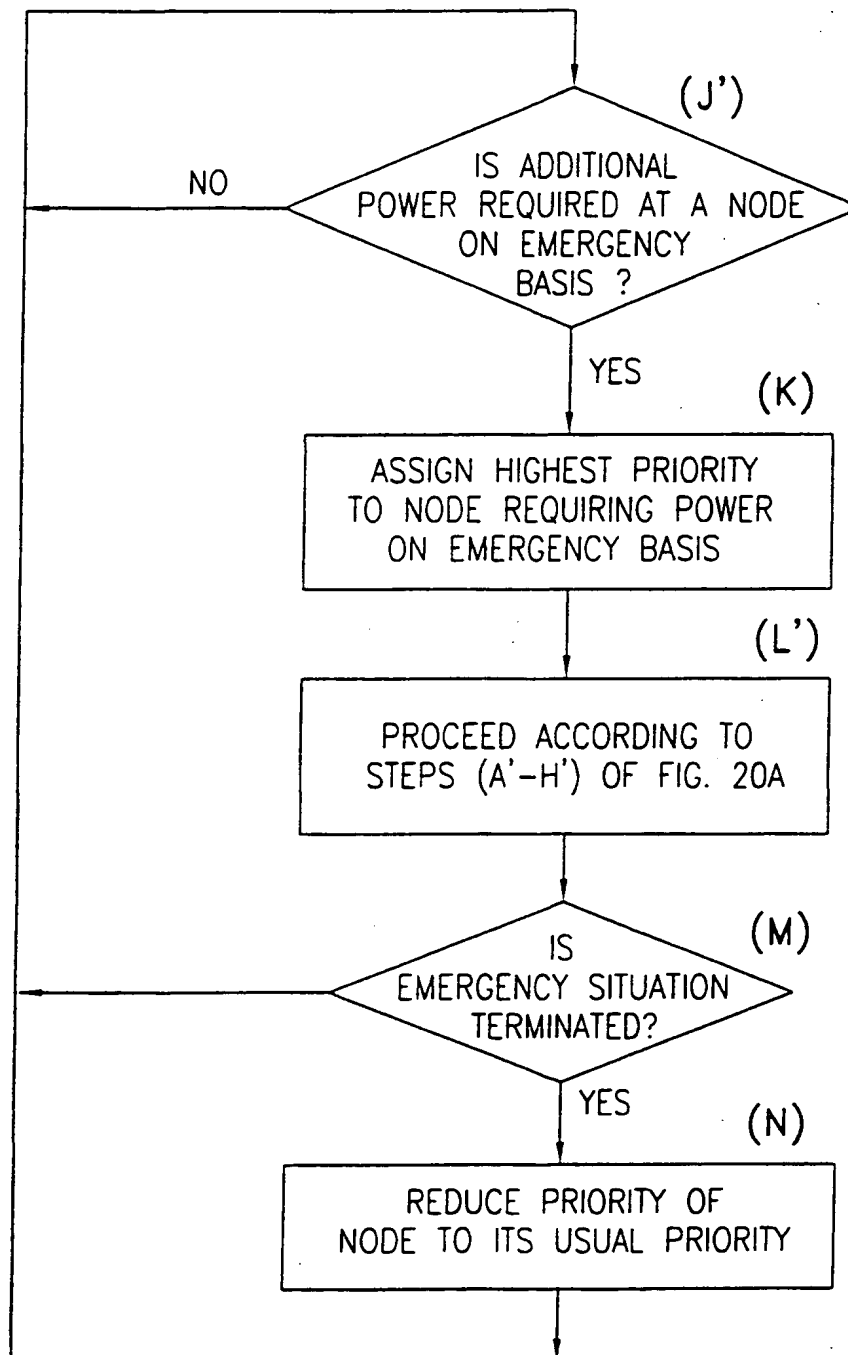 (J')
IS ADDITIONAL
POWER REQUIRED AT A NODE
ON EMERGENCY
BASIS ?
NO
YES
(K)
ASSIGN HIGHEST PRIORITY
TO NODE REQUIRING POWER
ON EMERGENCY BASIS
(L')
PROCEED ACCORDING TO
STEPS (A'-H') OF FIG. 20A
(M)
IS
EMERGENCY SITUATION
TERMINATED?
YES
(N)
REDUCE PRIORITY OF
NODE TO ITS USUAL PRIORITY